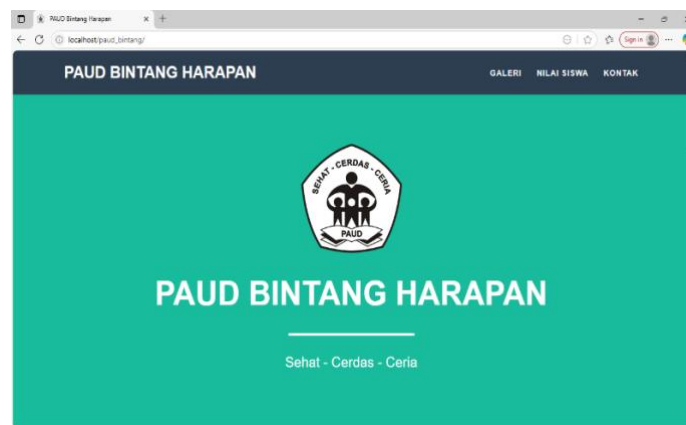 PAUD Bintang Harapan
localhost/paud_bintang/
Sign in
PAUD BINTANG HARAPAN
GALERI NILAI SISWA KONTAK
SEHAT - CERDAS - CERIA
PAUD
PAUD BINTANG HARAPAN
Sehat - Cerdas - Ceria